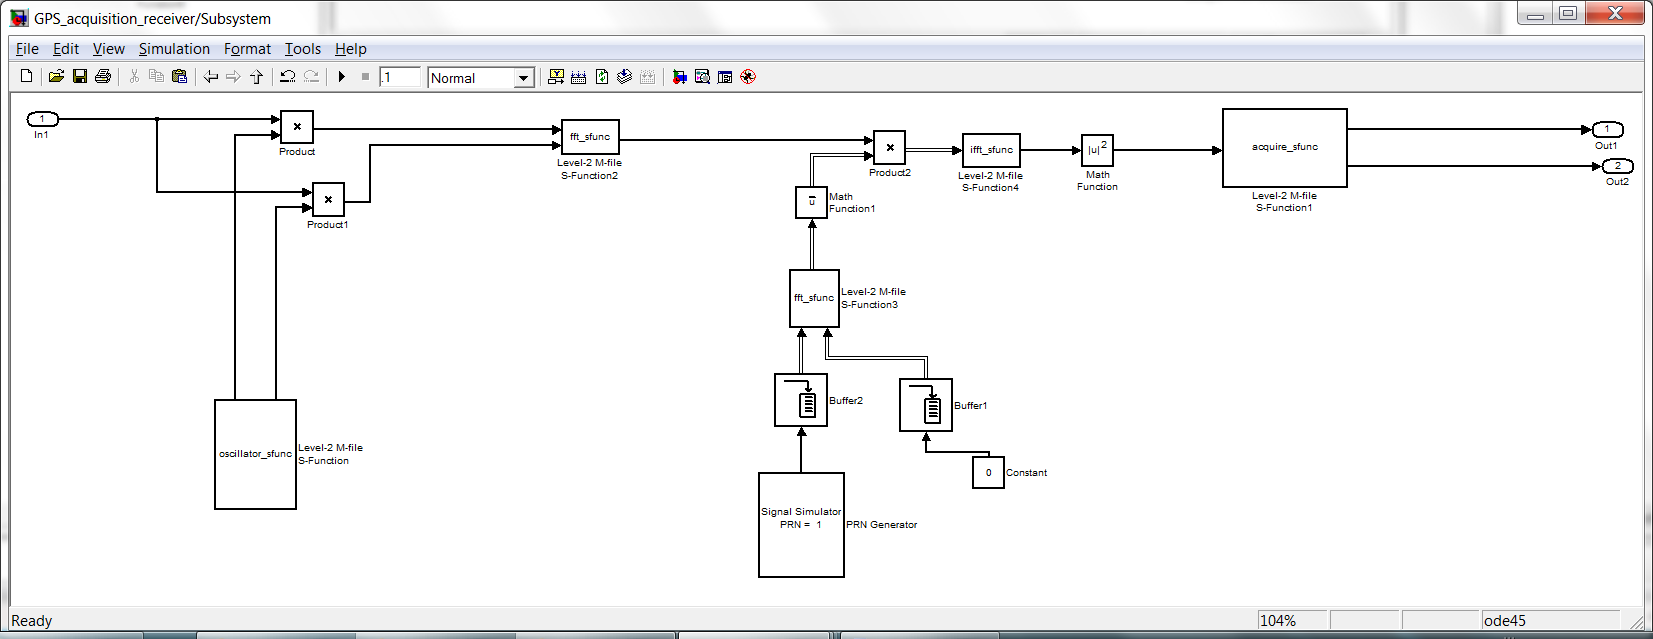 GPS_acquisition_receiver/Subsystem
File Edit View Simulation Format Tools Help
.1 Normal
1
In1
×
Product
×
Product1
fft_sfunc
Level-2 M-file
S-Function2
×
Product2
ifft_sfunc
Level-2 M-file
S-Function4
|u|²
Math
Function
acquire_sfunc
Level-2 M-file
S-Function1
1
Out1
2
Out2
u
Math
Function1
fft_sfunc
Level-2 M-file
S-Function3
Buffer2
Buffer1
0
Constant
oscillator_sfunc
Level-2 M-file
S-Function
Signal Simulator
PRN = 1
PRN Generator
Ready
104%
ode45